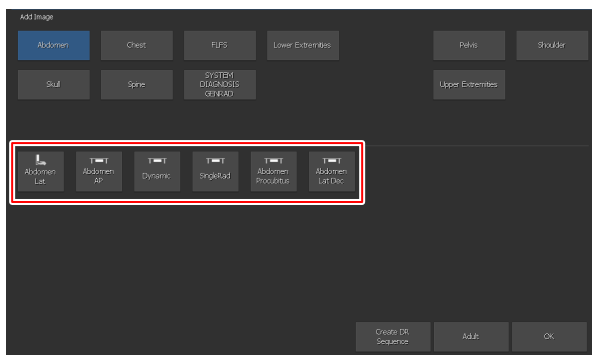 Add Image
Abdomen
Chest
FLFS
Lower Extremities
Pelvis
Shoulder
Skull
Spine
SYSTEM
DIAGNOSIS
GENRAD
Upper Extremities
Abdomen
Lat
Abdomen
AP
Dynamic
SingleRad
Abdomen
Procubitus
Abdomen
Lat Dec
Create DR
Sequence
Adult
OK